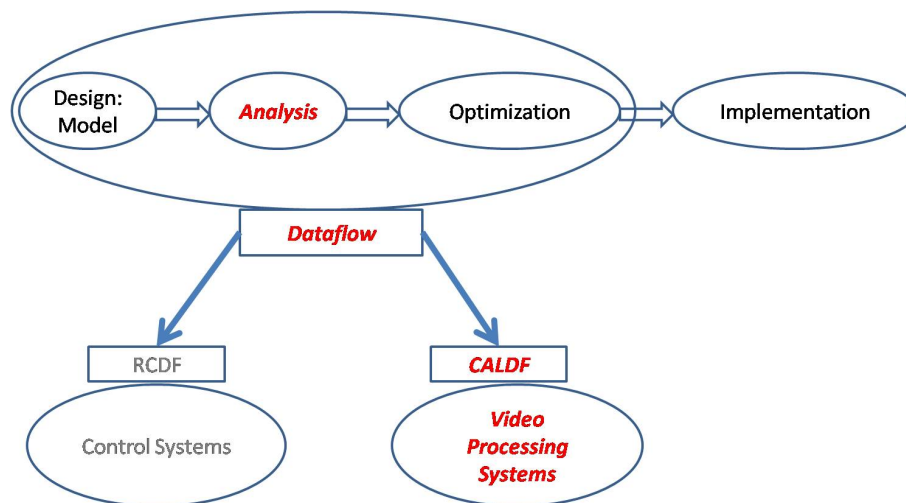 Design:
Model
Analysis
Optimization
Implementation
Dataflow
RCDF
CALDF
Control Systems
Video
Processing
Systems